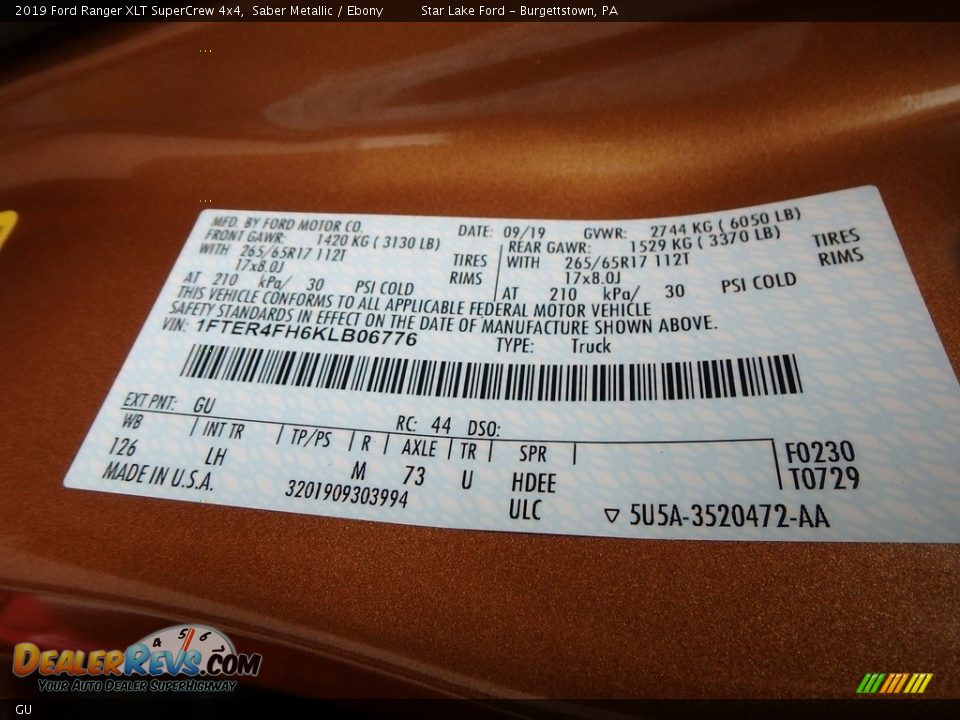 2019 Ford Ranger XLT SuperCrew 4x4, Saber Metallic / Ebony Star Lake Ford - Burgettstown, PA
MFD. BY FORD MOTOR CO. DATE: 09/19 GVWR: 2744 KG ( 6050 LB)
FRONT GAWR: 1420 KG ( 3130 LB) REAR GAWR: 1529 KG ( 3370 LB)
WITH 265/65R17 112T TIRES WITH 265/65R17 112T TIRES
17x8.0J RIMS 17x8.0J RIMS
AT 210 kPa/ 30 PSI COLD AT 210 kPa/ 30 PSI COLD
THIS VEHICLE CONFORMS TO ALL APPLICABLE FEDERAL MOTOR VEHICLE
SAFETY STANDARDS IN EFFECT ON THE DATE OF MANUFACTURE SHOWN ABOVE.
VIN: 1FTER4FH6KLB06776 TYPE: Truck
EXT PNT: GU RC: 44 DSO:
WB INT TR TP/PS R AXLE TR SPR F0230
126 LH M 73 U HDEE T0729
MADE IN U.S.A. 3201909303994 ULC ▽ 5U5A-3520472-AA
4 5 6
DEALERREVS.COM
YOUR AUTO DEALER SUPERHIGHWAY
GU